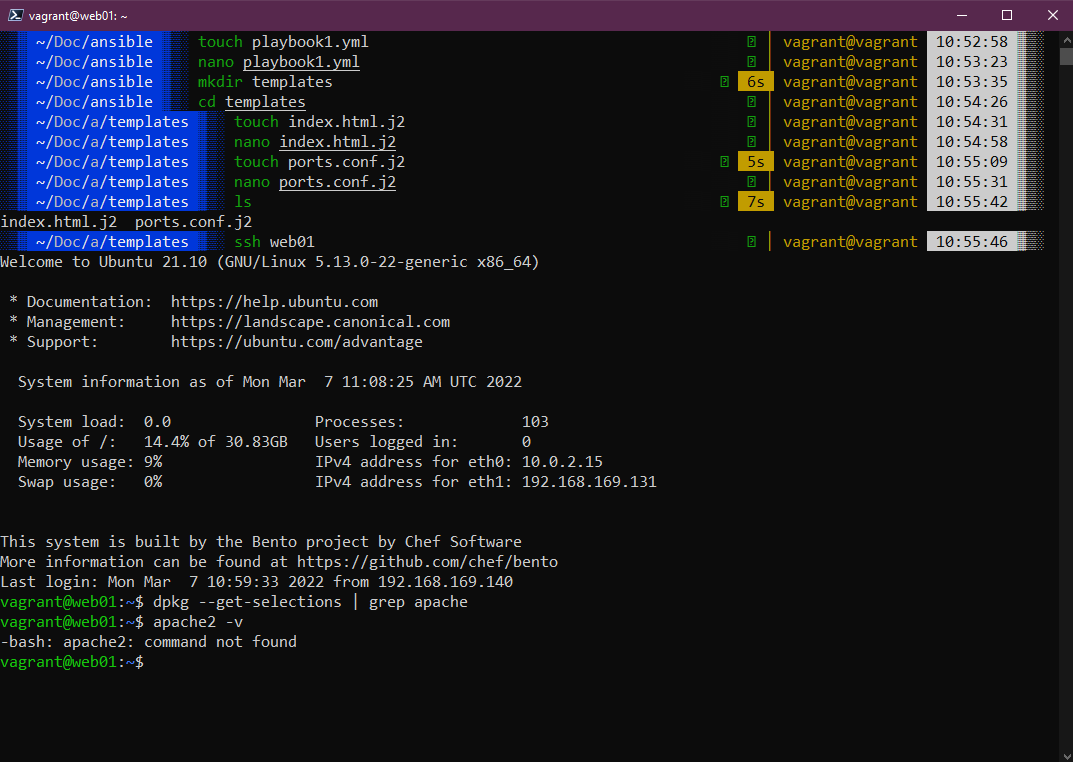 vagrant@web01: ~
~/Doc/ansible touch playbook1.yml vagrant@vagrant 10:52:58
~/Doc/ansible nano playbook1.yml vagrant@vagrant 10:53:23
~/Doc/ansible mkdir templates 6s vagrant@vagrant 10:53:35
~/Doc/ansible cd templates vagrant@vagrant 10:54:26
~/Doc/a/templates touch index.html.j2 vagrant@vagrant 10:54:31
~/Doc/a/templates nano index.html.j2 vagrant@vagrant 10:54:58
~/Doc/a/templates touch ports.conf.j2 5s vagrant@vagrant 10:55:09
~/Doc/a/templates nano ports.conf.j2 vagrant@vagrant 10:55:31
~/Doc/a/templates ls 7s vagrant@vagrant 10:55:42
index.html.j2 ports.conf.j2
~/Doc/a/templates ssh web01 vagrant@vagrant 10:55:46
Welcome to Ubuntu 21.10 (GNU/Linux 5.13.0-22-generic x86_64)
* Documentation: https://help.ubuntu.com
* Management: https://landscape.canonical.com
* Support: https://ubuntu.com/advantage
System information as of Mon Mar 7 11:08:25 AM UTC 2022
System load: 0.0 Processes: 103
Usage of /: 14.4% of 30.83GB Users logged in: 0
Memory usage: 9% IPv4 address for eth0: 10.0.2.15
Swap usage: 0% IPv4 address for eth1: 192.168.169.131
This system is built by the Bento project by Chef Software
More information can be found at https://github.com/chef/bento
Last login: Mon Mar 7 10:59:33 2022 from 192.168.169.140
vagrant@web01:~$ dpkg --get-selections | grep apache
vagrant@web01:~$ apache2 -v
-bash: apache2: command not found
vagrant@web01:~$